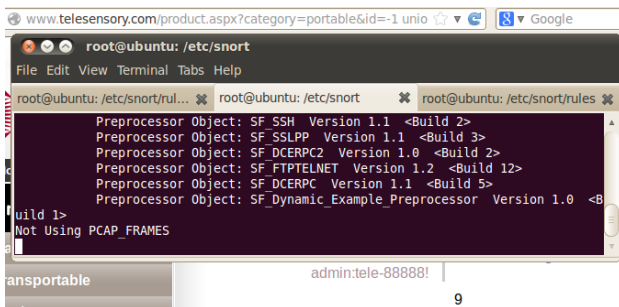 www.telesensory.com/product.aspx?category=portable&id=-1 unio
Google
root@ubuntu: /etc/snort
File Edit View Terminal Tabs Help
root@ubuntu: /etc/snort/rul...
root@ubuntu: /etc/snort
root@ubuntu: /etc/snort/rules
Preprocessor Object: SF_SSH Version 1.1 <Build 2>
Preprocessor Object: SF_SSLPP Version 1.1 <Build 3>
Preprocessor Object: SF_DCERPC2 Version 1.0 <Build 2>
Preprocessor Object: SF_FTPTELNET Version 1.2 <Build 12>
Preprocessor Object: SF_DCERPC Version 1.1 <Build 5>
Preprocessor Object: SF_Dynamic_Example_Preprocessor Version 1.0 <B
uild 1>
Not Using PCAP_FRAMES
admin:tele-88888!
ransportable
9